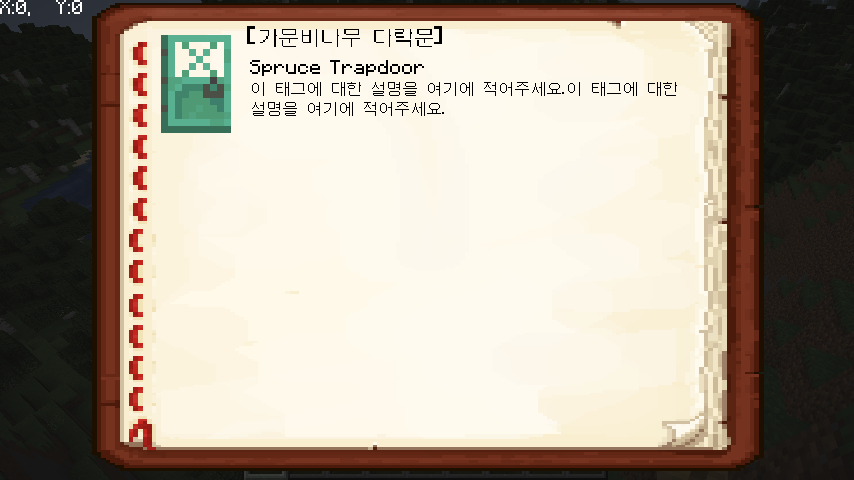 X:0, Y:0
[가문비나무 다락문]
Spruce Trapdoor
이 태그에 대한 설명을 여기에 적어주세요.이 태그에 대한
설명을 여기에 적어주세요.